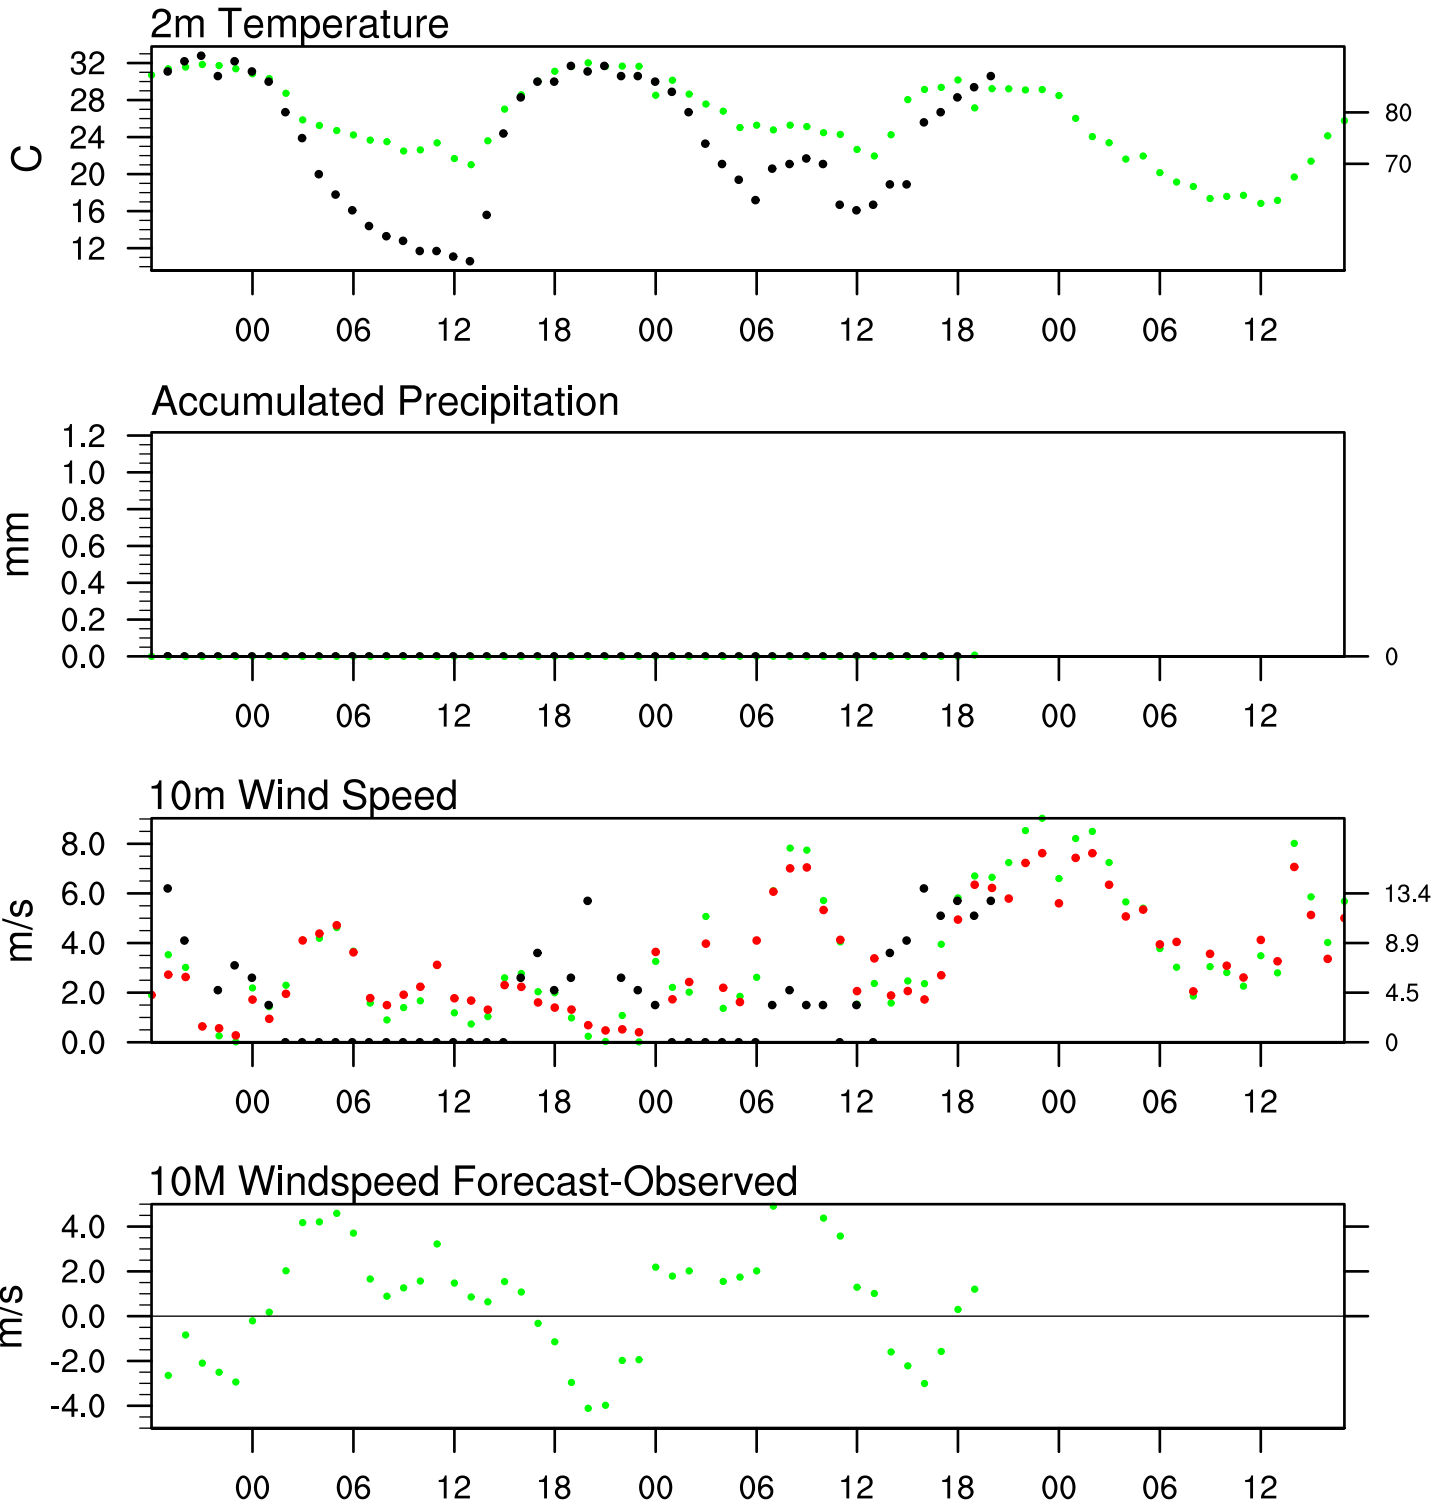 2m Temperature
32
28
24
20
16
12
C
80
70
00 06 12 18 00 06 12 18 00 06 12
Accumulated Precipitation
1.2
1.0
0.8
0.6
0.4
0.2
0.0
mm
0
00 06 12 18 00 06 12 18 00 06 12
10m Wind Speed
8.0
6.0
4.0
2.0
0.0
m/s
13.4
8.9
4.5
0
00 06 12 18 00 06 12 18 00 06 12
10M Windspeed Forecast-Observed
4.0
2.0
0.0
-2.0
-4.0
m/s
00 06 12 18 00 06 12 18 00 06 12